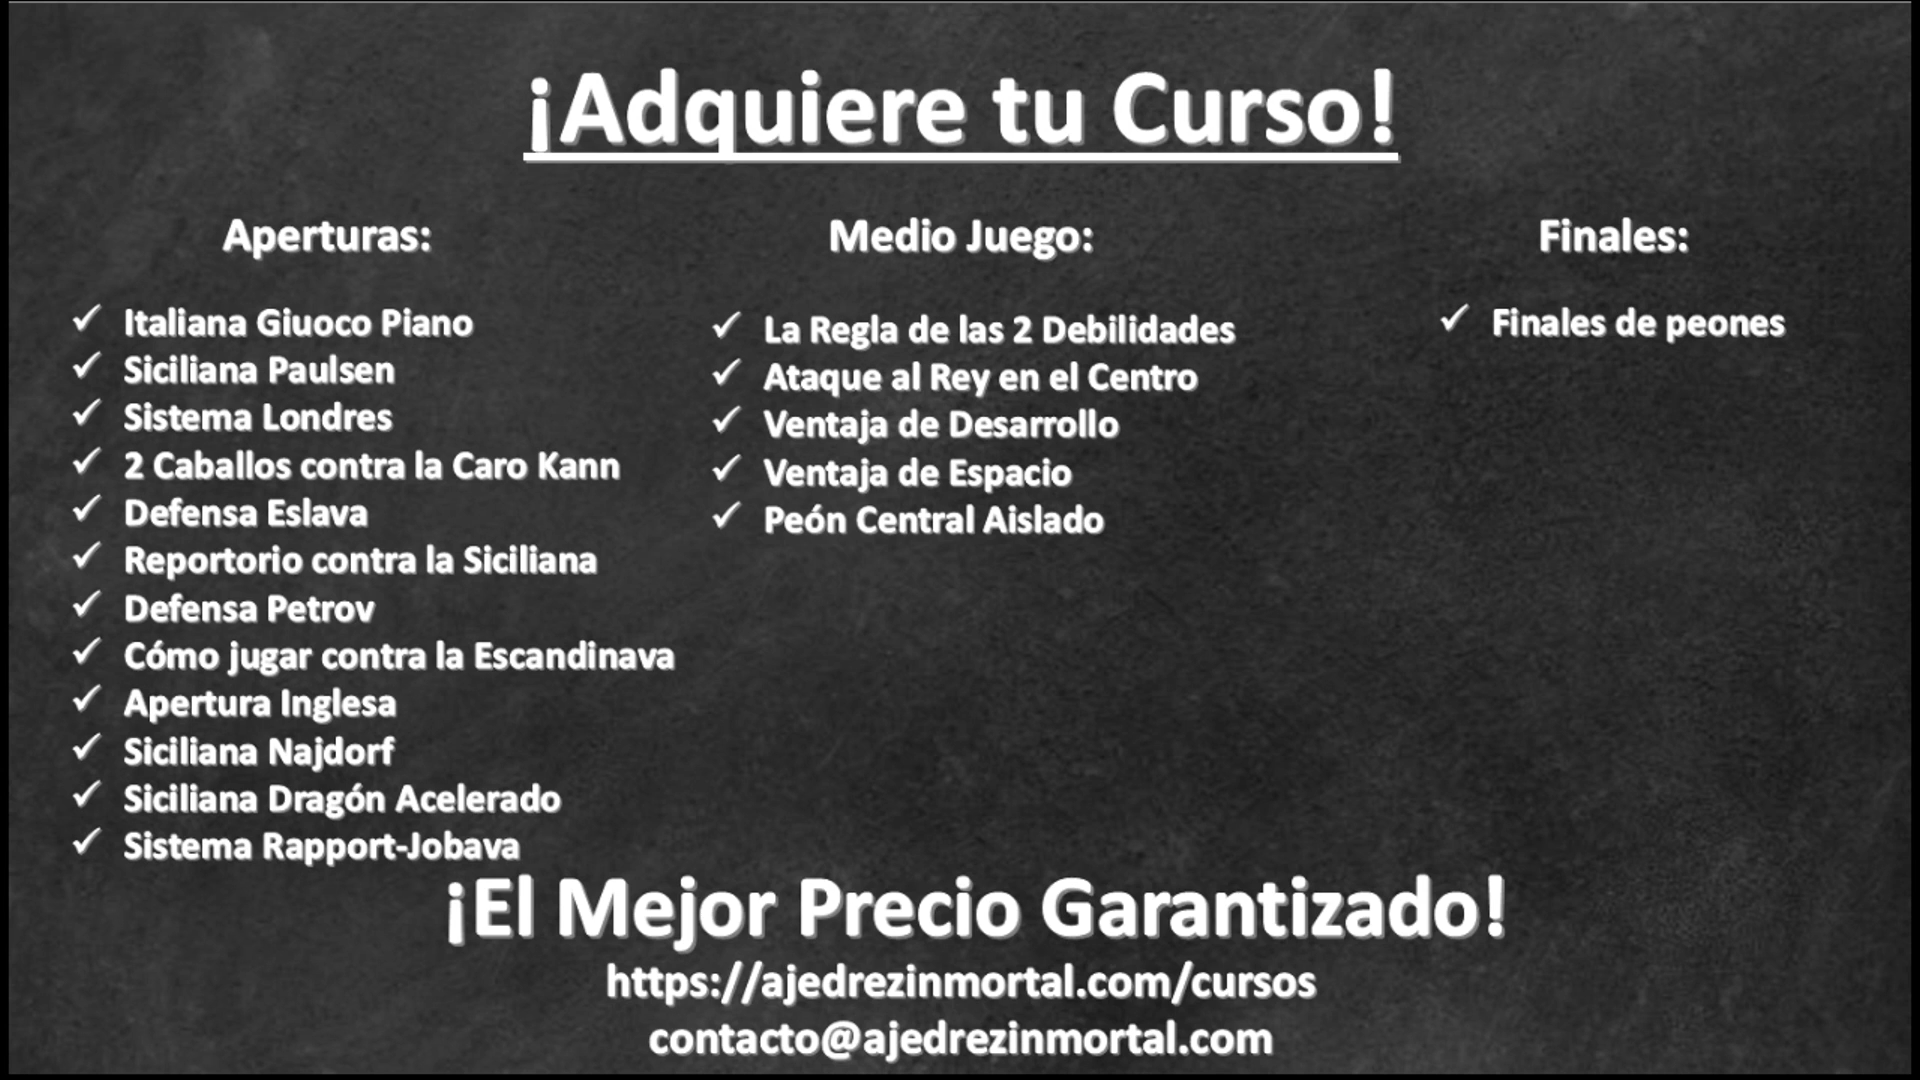 ¡Adquiere tu Curso!
Aperturas:
Italiana Giuoco Piano
Siciliana Paulsen
Sistema Londres
2 Caballos contra la Caro Kann
Defensa Eslava
Reportorio contra la Siciliana
Defensa Petrov
Cómo jugar contra la Escandinava
Apertura Inglesa
Siciliana Najdorf
Siciliana Dragón Acelerado
Sistema Rapport-Jobava
Medio Juego:
La Regla de las 2 Debilidades
Ataque al Rey en el Centro
Ventaja de Desarrollo
Ventaja de Espacio
Peón Central Aislado
Finales:
Finales de peones
¡El Mejor Precio Garantizado!
https://ajedrezinmortal.com/cursos
contacto@ajedrezinmortal.com